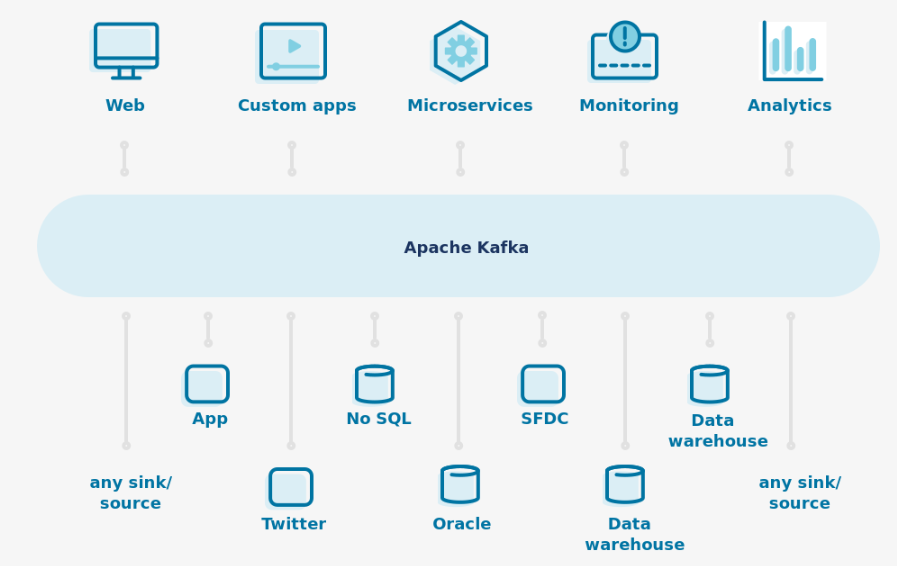 Web
Custom apps
Microservices
Monitoring
Analytics
Apache Kafka
App
No SQL
SFDC
Data
warehouse
any sink/
source
Twitter
Oracle
Data
warehouse
any sink/
source